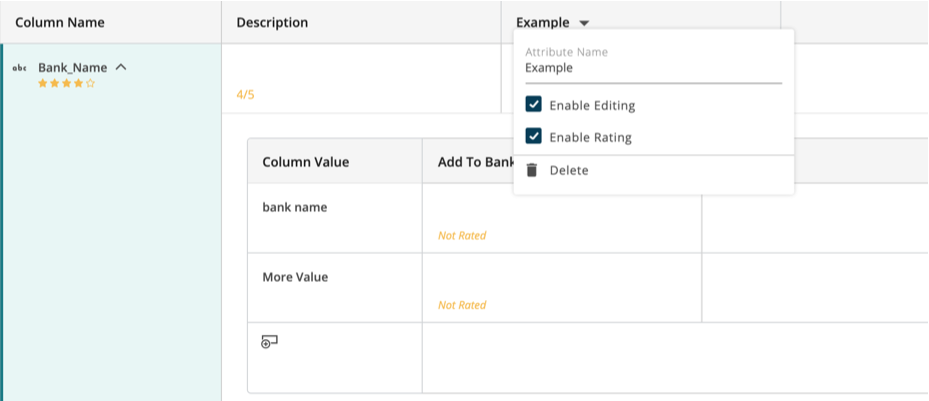 Column Name Description Example
Attribute Name
abc Bank_Name Example
4/5
Enable Editing
Enable Rating
Column Value Add To Bank
Delete
bank name
Not Rated
More Value
Not Rated